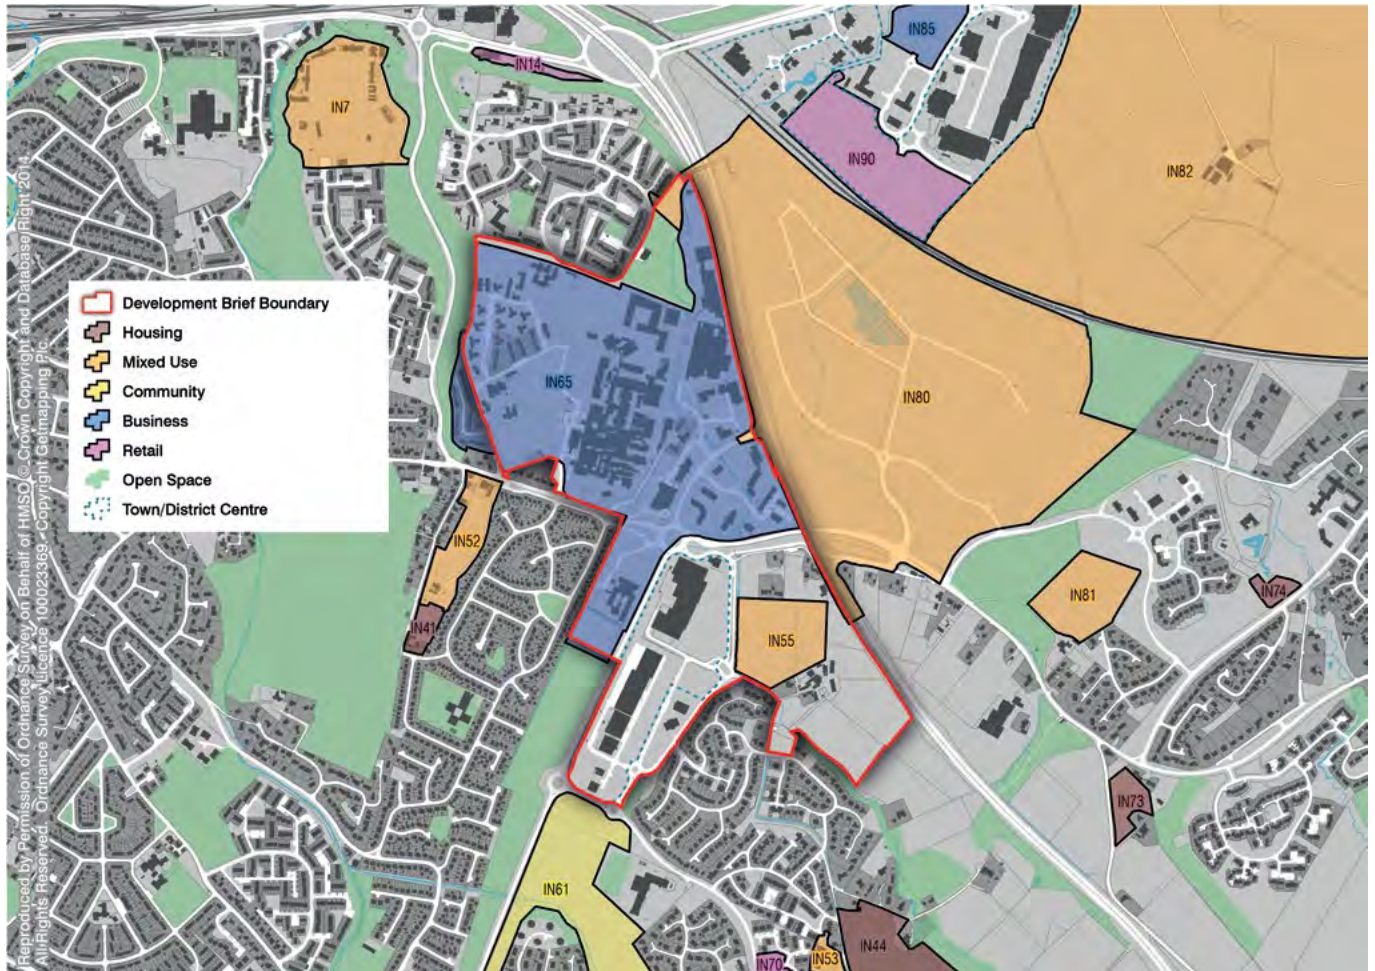 IN85
IN14
IN7
IN90
IN82
Development Brief Boundary
Housing
Mixed Use
Community
Business
Retail
Open Space
Town/District Centre
IN65
IN80
IN52
IN41
IN55
IN81
IN74
IN73
IN61
IN44
IN53
IN70
Reproduced by Permission of Ordnance Survey on Behalf of HMSO. © Crown Copyright and Database Right 2014.
All Rights Reserved. Ordnance Survey Licence 100023369. Copyright Getmapping Plc.